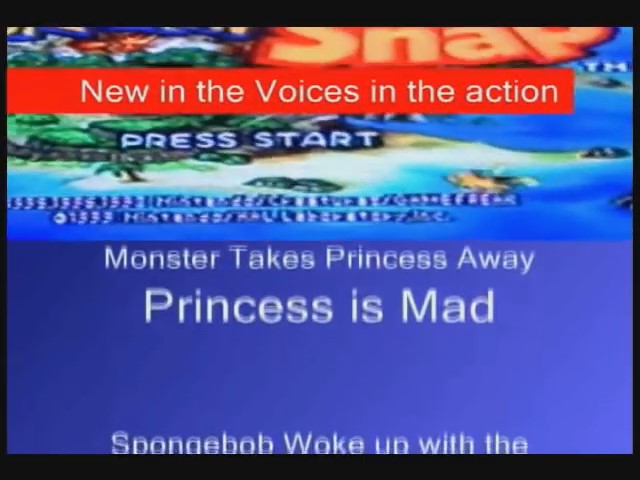 Snap
TM
New in the Voices in the action
PRESS START
Monster Takes Princess Away
Princess is Mad
Spongebob Woke up with the